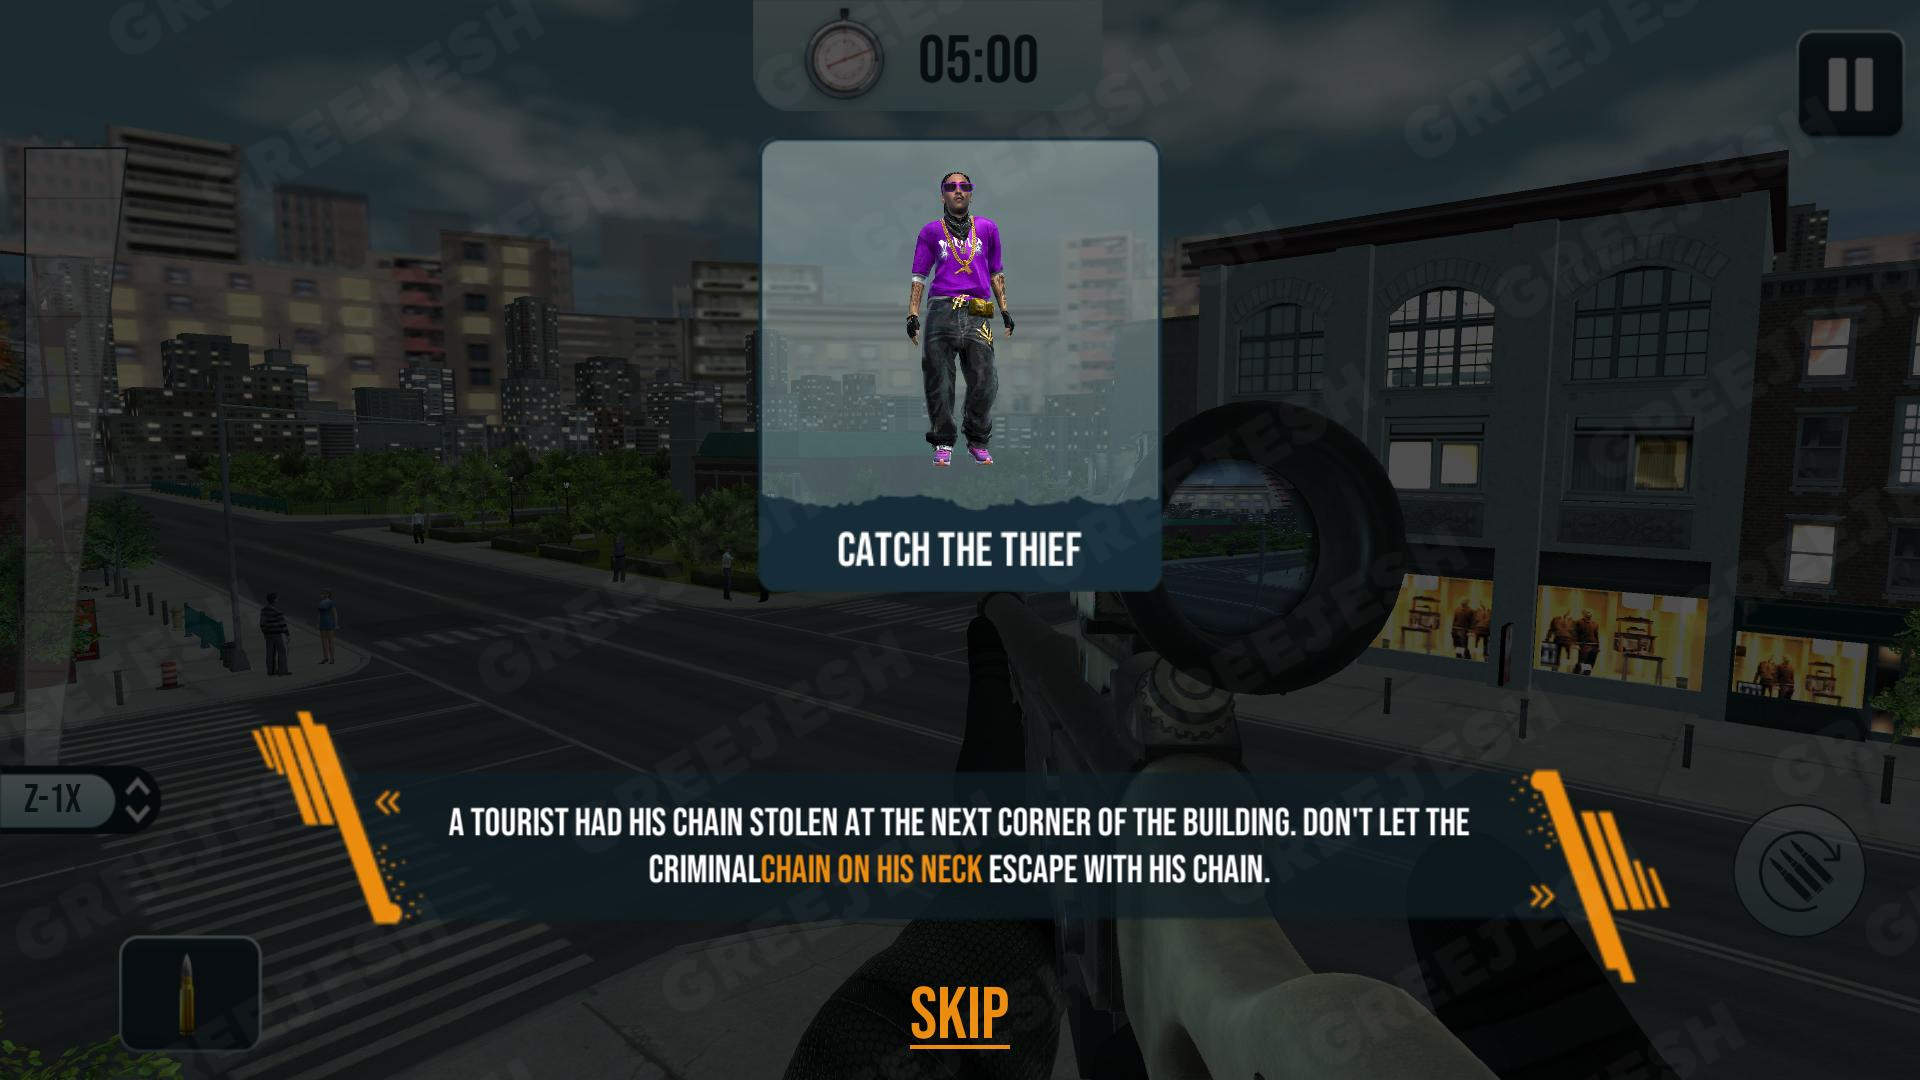 05:00
CATCH THE THIEF
Z-1X
A TOURIST HAD HIS CHAIN STOLEN AT THE NEXT CORNER OF THE BUILDING. DON'T LET THE
CRIMINALCHAIN ON HIS NECK ESCAPE WITH HIS CHAIN.
SKIP
GREEJESH